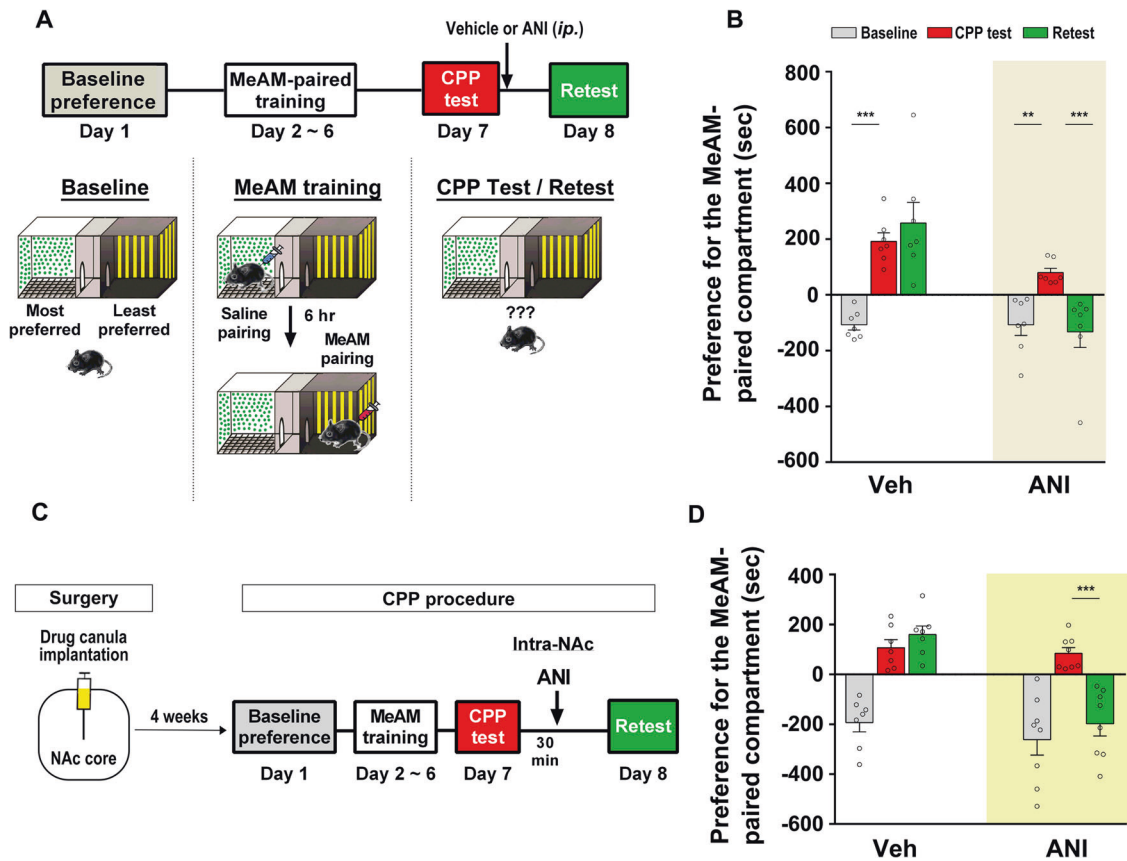 A
Vehicle or ANI (ip.)
Baseline
preference
MeAM-paired
training
CPP
test
Retest
Day 1
Day 2 ~ 6
Day 7
Day 8
Baseline
MeAM training
CPP Test / Retest
Most
preferred
Least
preferred
Saline
pairing
6 hr
MeAM
pairing
???
B
Baseline
CPP test
Retest
Preference for the MeAM-
paired compartment (sec)
800
600
400
200
0
-200
-400
-600
***
**
***
Veh
ANI
C
Surgery
CPP procedure
Drug canula
implantation
NAc core
4 weeks
Intra-NAc
ANI
Baseline
preference
MeAM
training
CPP
test
30
min
Retest
Day 1
Day 2 ~ 6
Day 7
Day 8
D
Preference for the MeAM-
paired compartment (sec)
400
200
0
-200
-400
-600
***
Veh
ANI